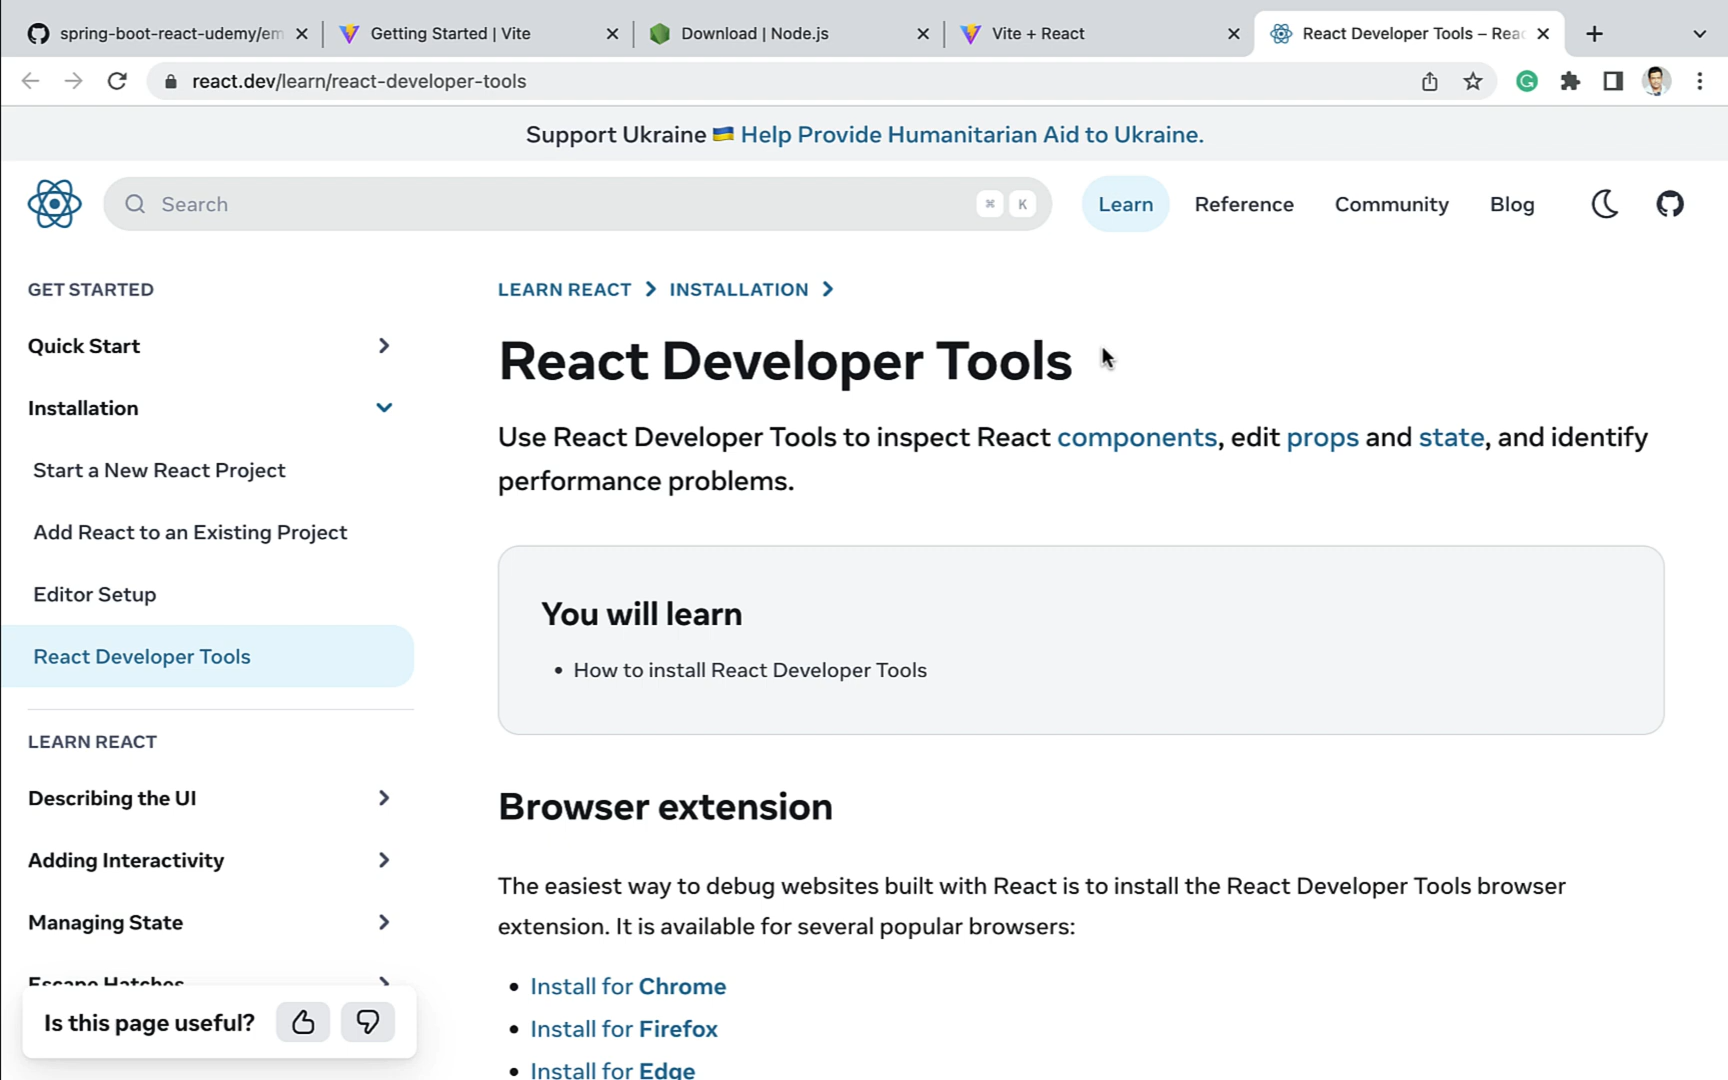 spring-boot-react-udemy/em
Getting Started | Vite
Download | Node.js
Vite + React
React Developer Tools – Reac
react.dev/learn/react-developer-tools
Support Ukraine 🇺🇦 Help Provide Humanitarian Aid to Ukraine.
Search
⌘ K
Learn
Reference
Community
Blog
GET STARTED
Quick Start
Installation
Start a New React Project
Add React to an Existing Project
Editor Setup
React Developer Tools
LEARN REACT
Describing the UI
Adding Interactivity
Managing State
Escape Hatches
Is this page useful?
LEARN REACT > INSTALLATION >
React Developer Tools
Use React Developer Tools to inspect React components, edit props and state, and identify
performance problems.
You will learn
• How to install React Developer Tools
Browser extension
The easiest way to debug websites built with React is to install the React Developer Tools browser
extension. It is available for several popular browsers:
• Install for Chrome
• Install for Firefox
• Install for Edge